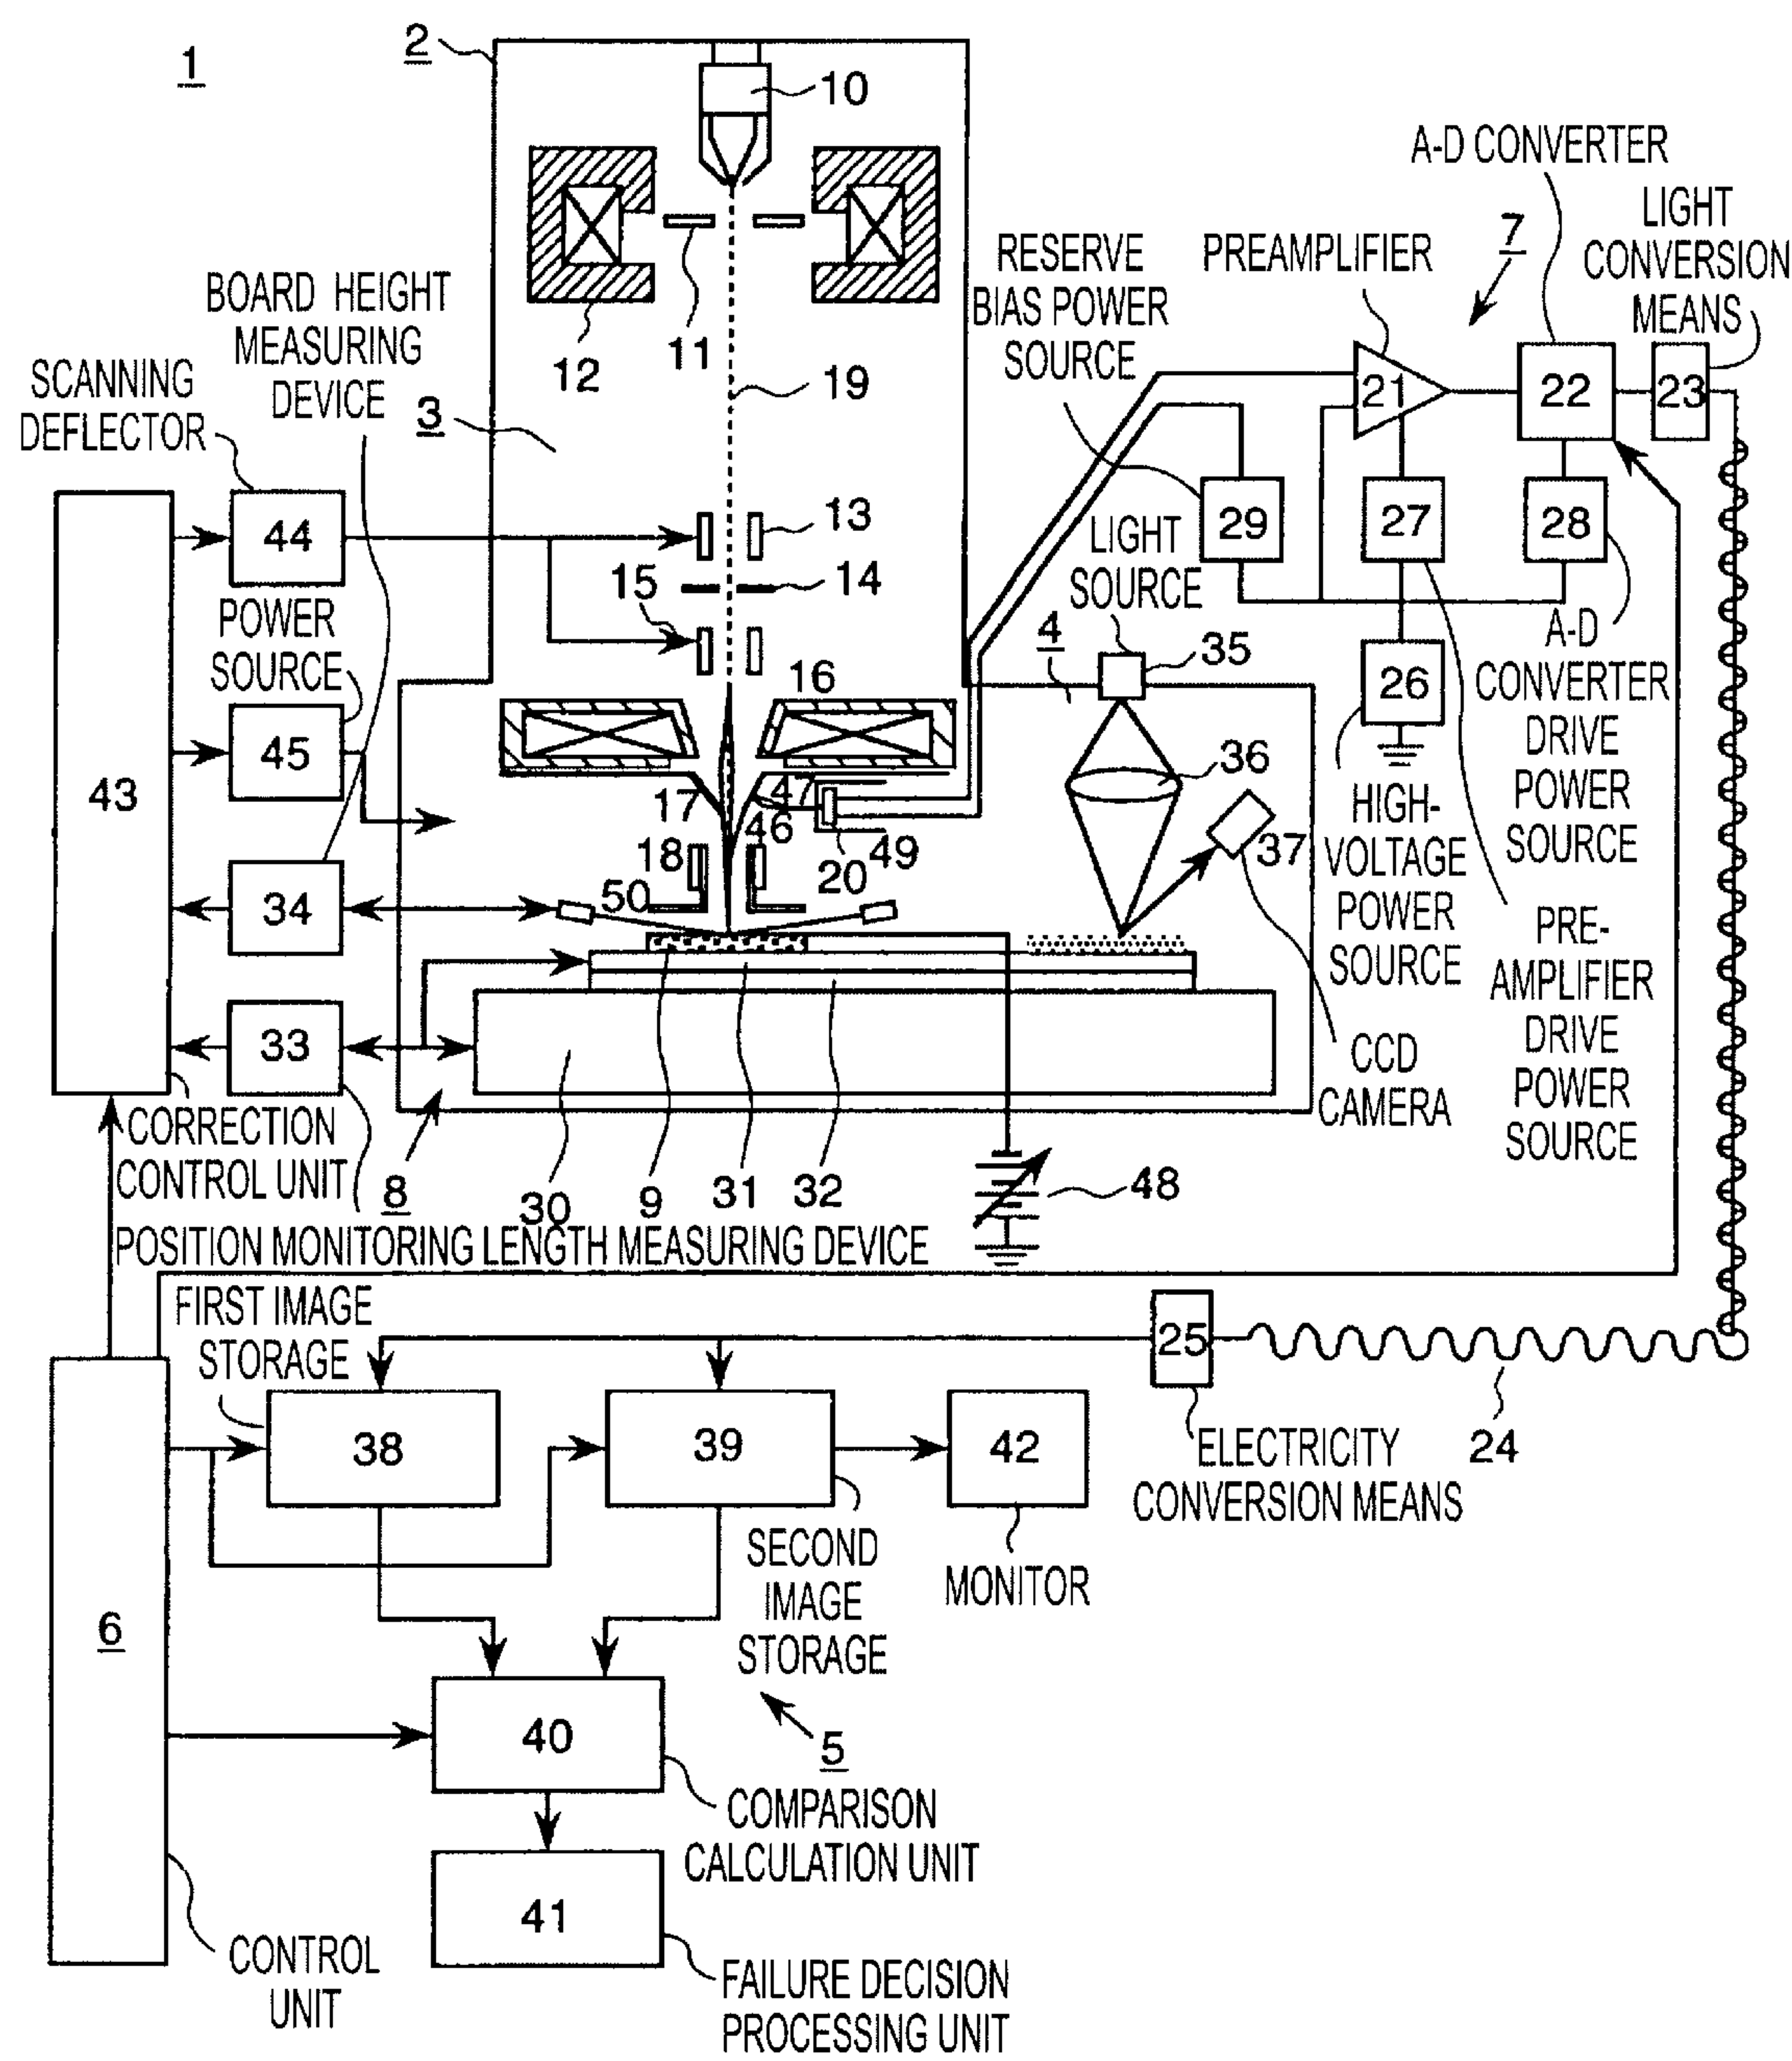 1
2
10
A-D CONVERTER
LIGHT
CONVERSION
MEANS
7
RESERVE
BIAS POWER
SOURCE
PREAMPLIFIER
BOARD HEIGHT
MEASURING
DEVICE
SCANNING
DEFLECTOR
12
11
19
3
21
22
23
44
13
15
14
29
27
28
LIGHT
SOURCE
4
35
26
A-D
CONVERTER
DRIVE
POWER
SOURCE
POWER
SOURCE
16
45
43
17
47
46
36
18
20
49
37
HIGH-
VOLTAGE
POWER
SOURCE
50
34
PRE-
AMPLIFIER
DRIVE
POWER
SOURCE
33
CCD
CAMERA
CORRECTION
CONTROL UNIT
8
30
9
31
32
48
POSITION MONITORING LENGTH MEASURING DEVICE
FIRST IMAGE
STORAGE
25
38
39
42
ELECTRICITY
CONVERSION MEANS
24
SECOND
IMAGE
STORAGE
MONITOR
6
40
5
COMPARISON
CALCULATION UNIT
41
CONTROL
UNIT
FAILURE DECISION
PROCESSING UNIT